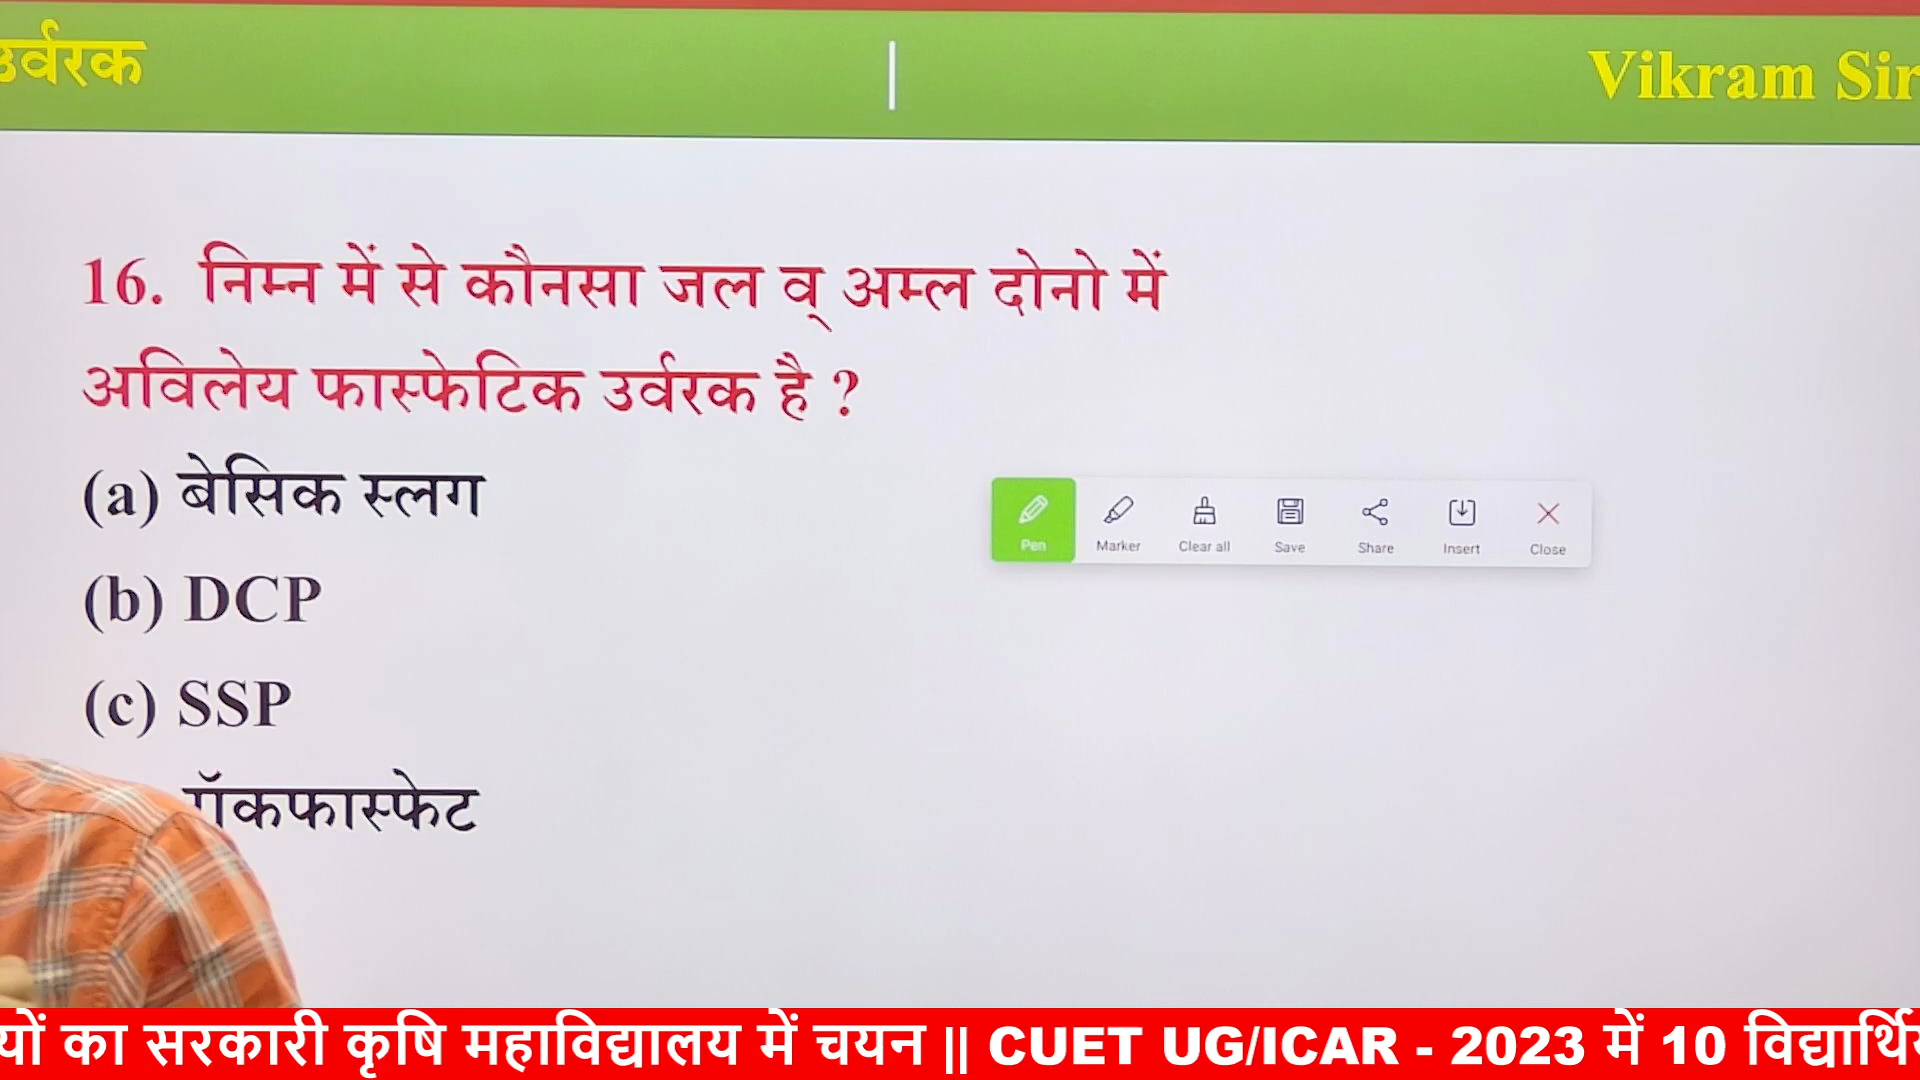 उर्वरक | Vikram Sir
16. निम्न में से कौनसा जल व् अम्ल दोनो में
अविलेय फास्फेटिक उर्वरक है ?
(a) बेसिक स्लग
(b) DCP
(c) SSP
रॉकफास्फेट
Pen Marker Clear all Save Share Insert Close
यों का सरकारी कृषि महाविद्यालय में चयन || CUET UG/ICAR - 2023 में 10